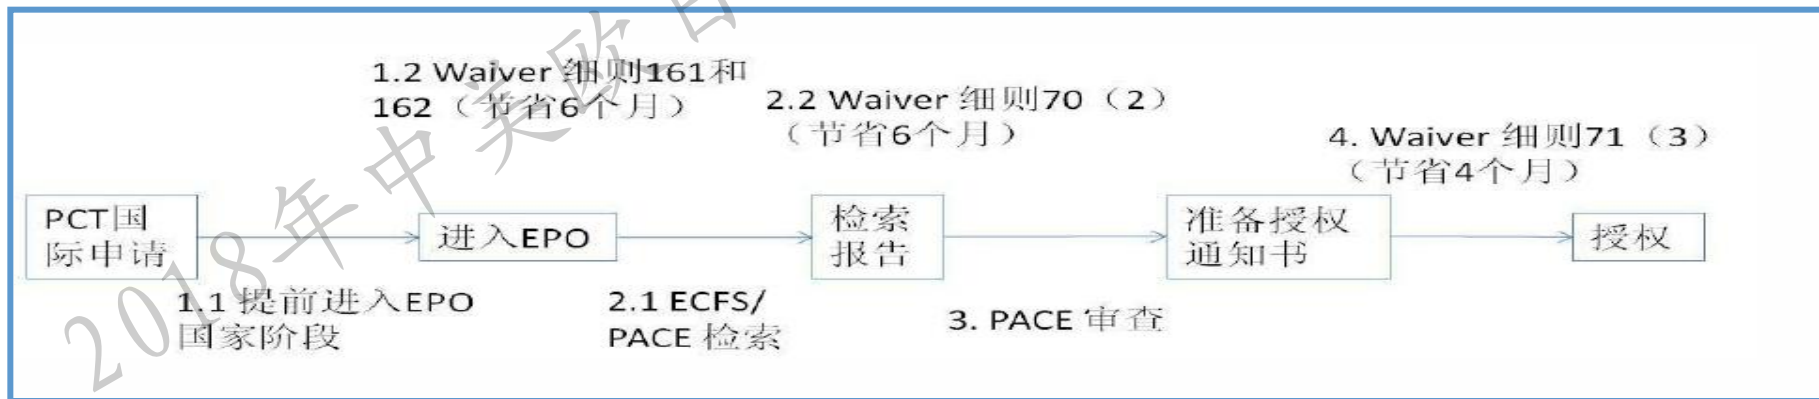 1.2 Waiver 细则161和
162（节省6个月）
2.2 Waiver 细则70（2）
（节省6个月）
4. Waiver 细则71（3）
（节省4个月）
PCT国
际申请
进入EPO
检索
报告
准备授权
通知书
授权
1.1 提前进入EPO
国家阶段
2.1 ECFS/
PACE 检索
3. PACE 审查
2018年中美欧日